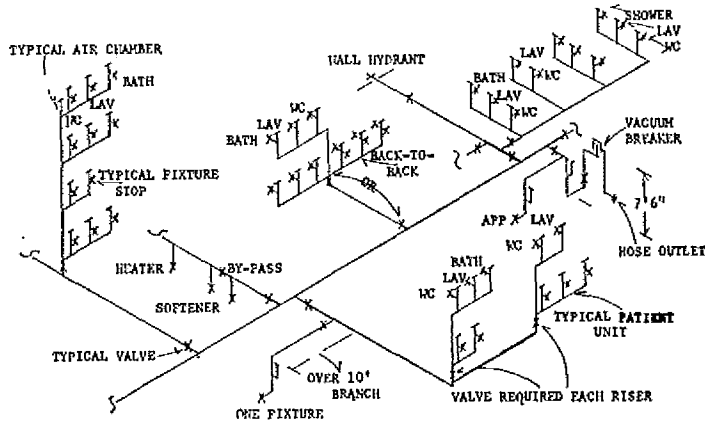 SHOWER
LAV
WC
TYPICAL AIR CHAMBER
WALL HYDRANT
LAV
WC
BATH
LAV
WC
BATH
WC
LAV
WC
LAV
BATH
VACUUM
BREAKER
BACK-TO-
BACK
OR
TYPICAL FIXTURE
STOP
7'6"
APP
LAV
WC
HOSE OUTLET
HEATER
BY-PASS
SOFTENER
BATH
LAV
WC
TYPICAL PATIENT
UNIT
TYPICAL VALVE
OVER 10'
BRANCH
VALVE REQUIRED EACH RISER
ONE FIXTURE